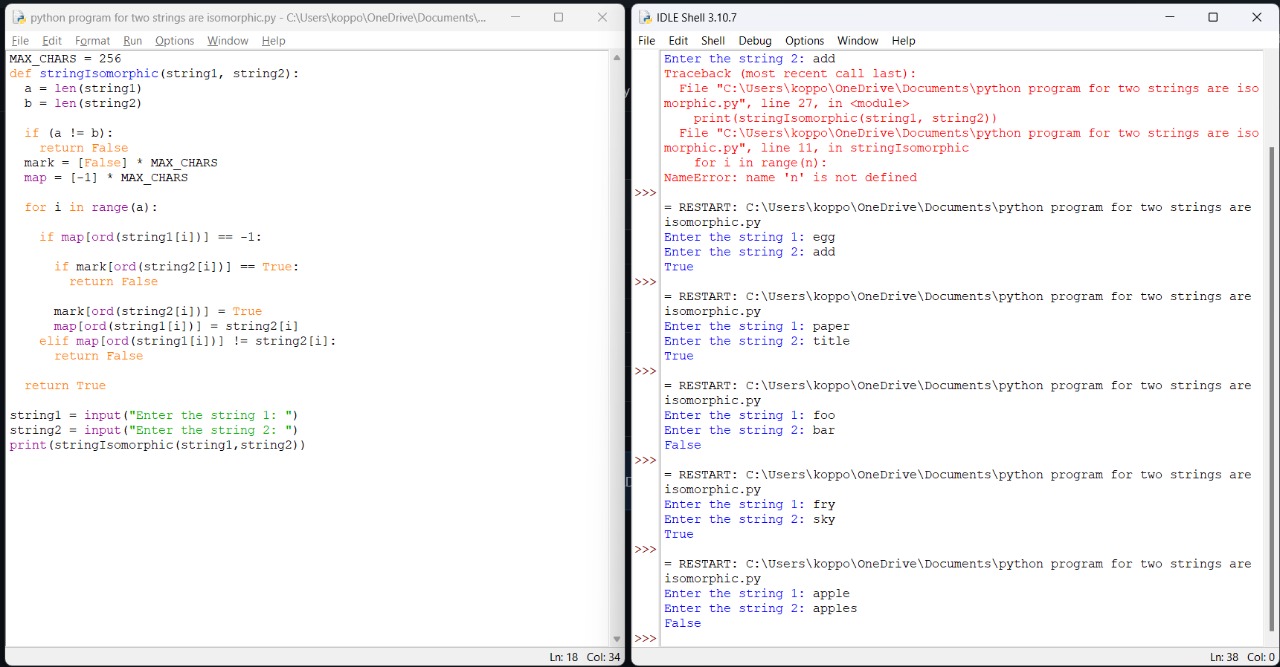 python program for two strings are isomorphic.py - C:\Users\koppo\OneDrive\Documents\...
File Edit Format Run Options Window Help
MAX_CHARS = 256
def stringIsomorphic(string1, string2):
  a = len(string1)
  b = len(string2)

  if (a != b):
    return False
  mark = [False] * MAX_CHARS
  map = [-1] * MAX_CHARS

  for i in range(a):

    if map[ord(string1[i])] == -1:

      if mark[ord(string2[i])] == True:
        return False

      mark[ord(string2[i])] = True
      map[ord(string1[i])] = string2[i]
    elif map[ord(string1[i])] != string2[i]:
      return False

  return True

string1 = input("Enter the string 1: ")
string2 = input("Enter the string 2: ")
print(stringIsomorphic(string1,string2))
Ln: 18 Col: 34
IDLE Shell 3.10.7
File Edit Shell Debug Options Window Help
Enter the string 2: add
Traceback (most recent call last):
  File "C:\Users\koppo\OneDrive\Documents\python program for two strings are iso
morphic.py", line 27, in <module>
    print(stringIsomorphic(string1, string2))
  File "C:\Users\koppo\OneDrive\Documents\python program for two strings are iso
morphic.py", line 11, in stringIsomorphic
    for i in range(n):
NameError: name 'n' is not defined
>>>
= RESTART: C:\Users\koppo\OneDrive\Documents\python program for two strings are
isomorphic.py
Enter the string 1: egg
Enter the string 2: add
True
>>>
= RESTART: C:\Users\koppo\OneDrive\Documents\python program for two strings are
isomorphic.py
Enter the string 1: paper
Enter the string 2: title
True
>>>
= RESTART: C:\Users\koppo\OneDrive\Documents\python program for two strings are
isomorphic.py
Enter the string 1: foo
Enter the string 2: bar
False
>>>
= RESTART: C:\Users\koppo\OneDrive\Documents\python program for two strings are
isomorphic.py
Enter the string 1: fry
Enter the string 2: sky
True
>>>
= RESTART: C:\Users\koppo\OneDrive\Documents\python program for two strings are
isomorphic.py
Enter the string 1: apple
Enter the string 2: apples
False
>>>
Ln: 38 Col: 0